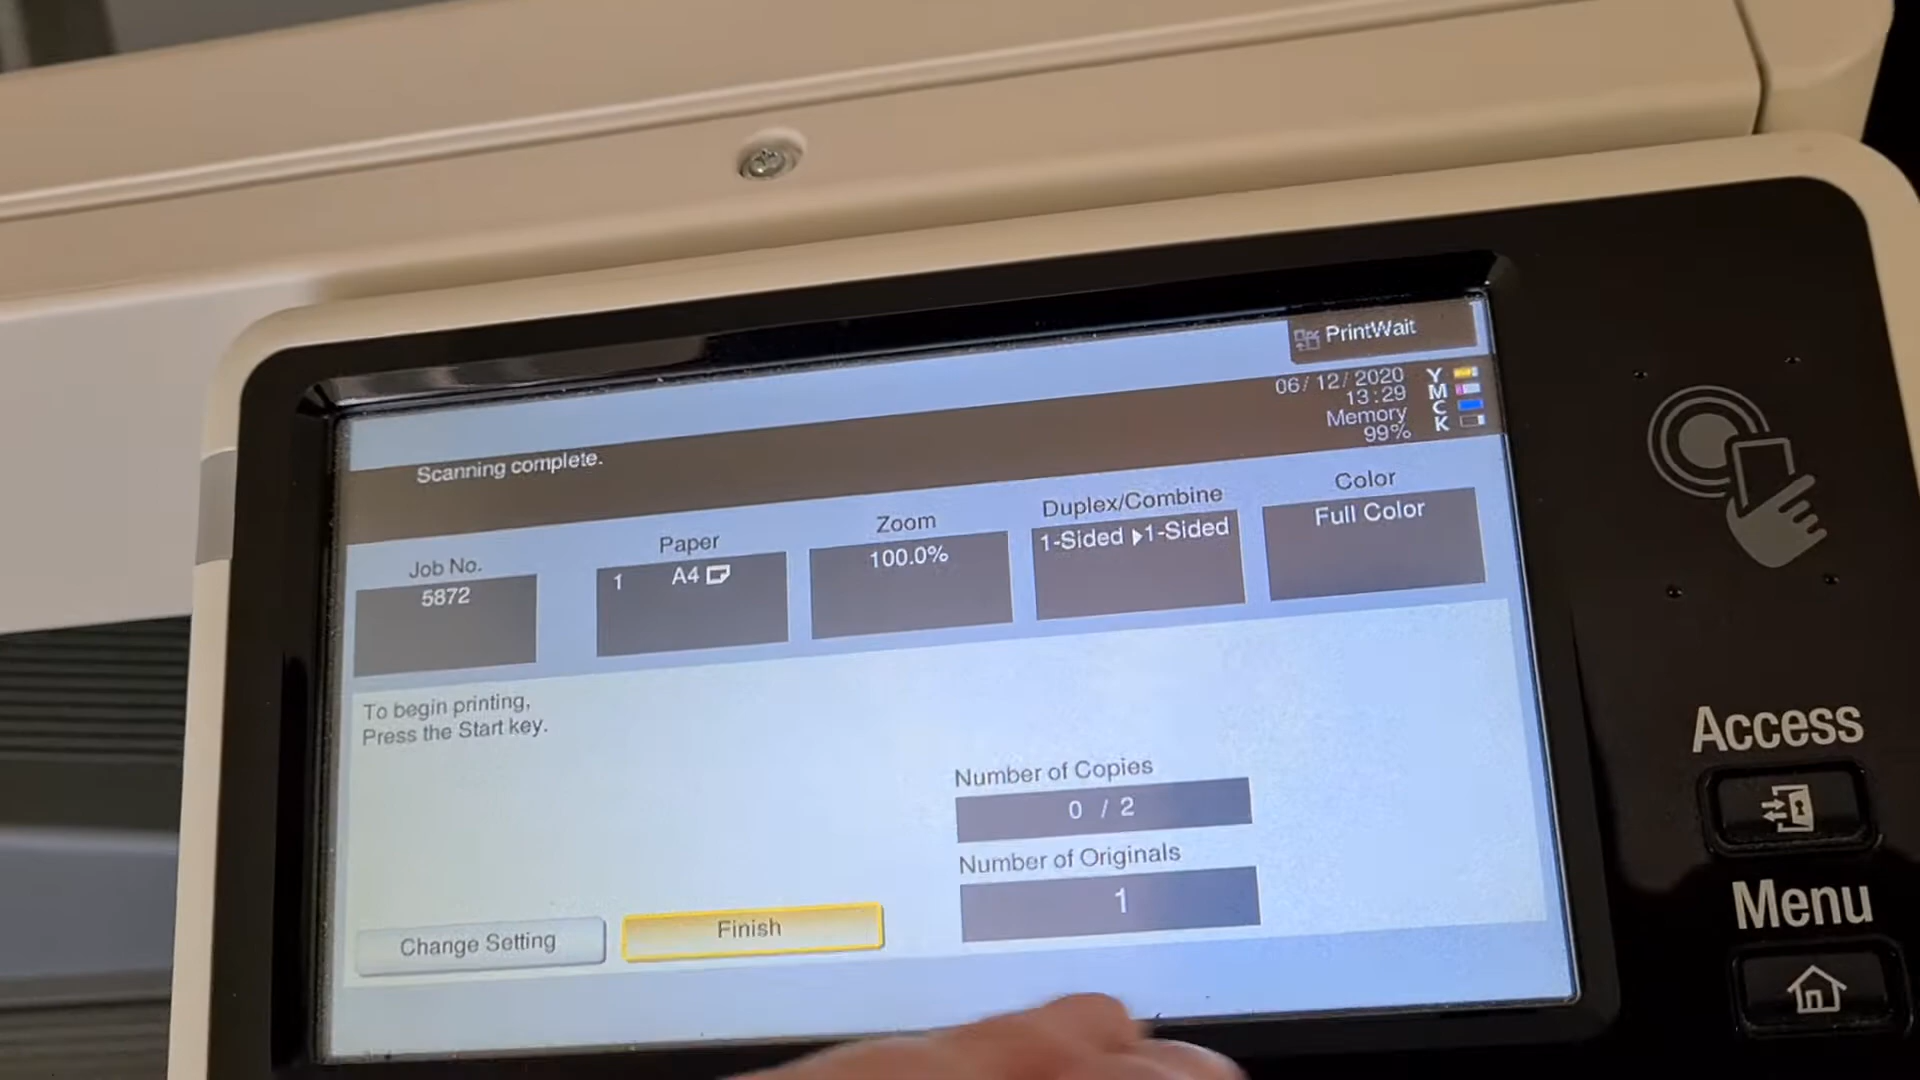 PrintWait
06/12/2020
13:29
Memory
99%
Y
M
C
K
Scanning complete.
Job No.
5872
Paper
1 A4
Zoom
100.0%
Duplex/Combine
1-Sided ▶1-Sided
Color
Full Color
To begin printing,
Press the Start key.
Number of Copies
0 / 2
Number of Originals
1
Change Setting
Finish
Access
Menu